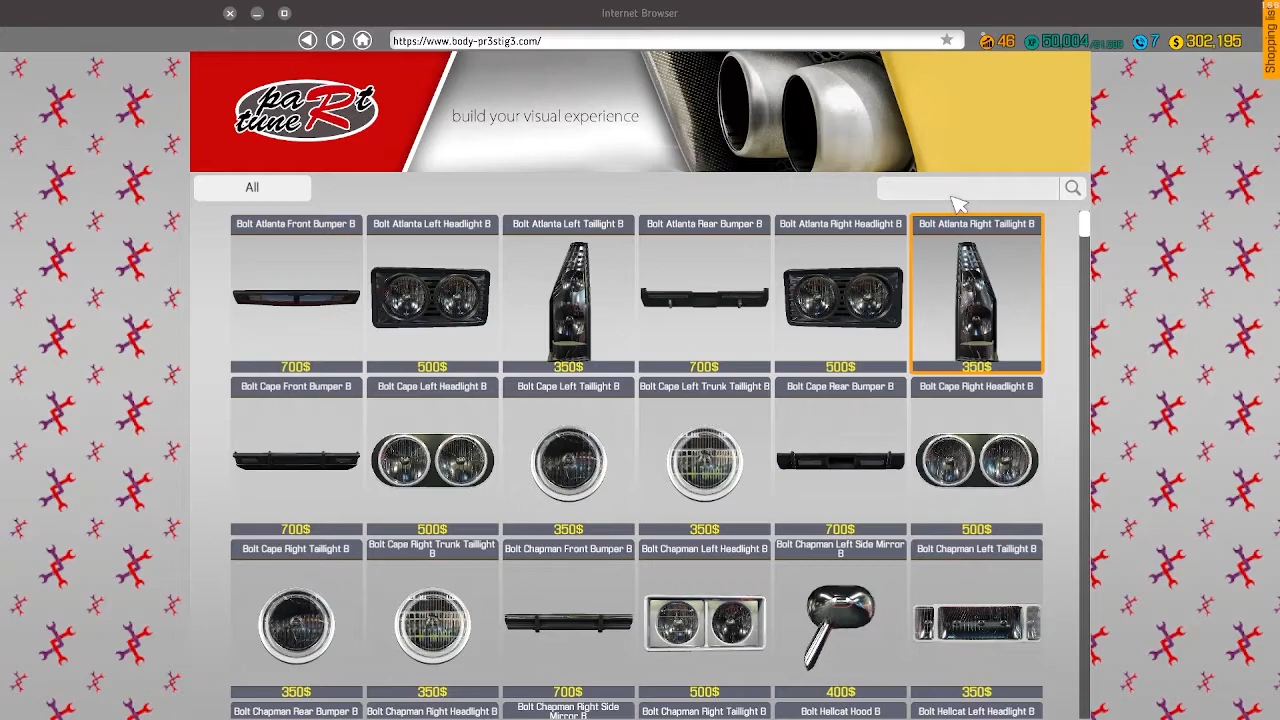 Internet Browser
https://www.body-pr3stig3.com/
46
50,004
7
302,195
Shopping list
paRt
tuneR
build your visual experience
All
Bolt Atlanta Front Bumper B
Bolt Atlanta Left Headlight B
Bolt Atlanta Left Taillight B
Bolt Atlanta Rear Bumper B
Bolt Atlanta Right Headlight B
Bolt Atlanta Right Taillight B
700$
500$
350$
700$
500$
350$
Bolt Cape Front Bumper B
Bolt Cape Left Headlight B
Bolt Cape Left Taillight B
Bolt Cape Left Trunk Taillight B
Bolt Cape Rear Bumper B
Bolt Cape Right Headlight B
700$
500$
350$
350$
700$
500$
Bolt Cape Right Taillight B
Bolt Cape Right Trunk Taillight
B
Bolt Chapman Front Bumper B
Bolt Chapman Left Headlight B
Bolt Chapman Left Side Mirror
B
Bolt Chapman Left Taillight B
350$
350$
700$
500$
400$
350$
Bolt Chapman Rear Bumper B
Bolt Chapman Right Headlight B
Bolt Chapman Right Side
Mirror B
Bolt Chapman Right Taillight B
Bolt Hellcat Hood B
Bolt Hellcat Left Headlight B